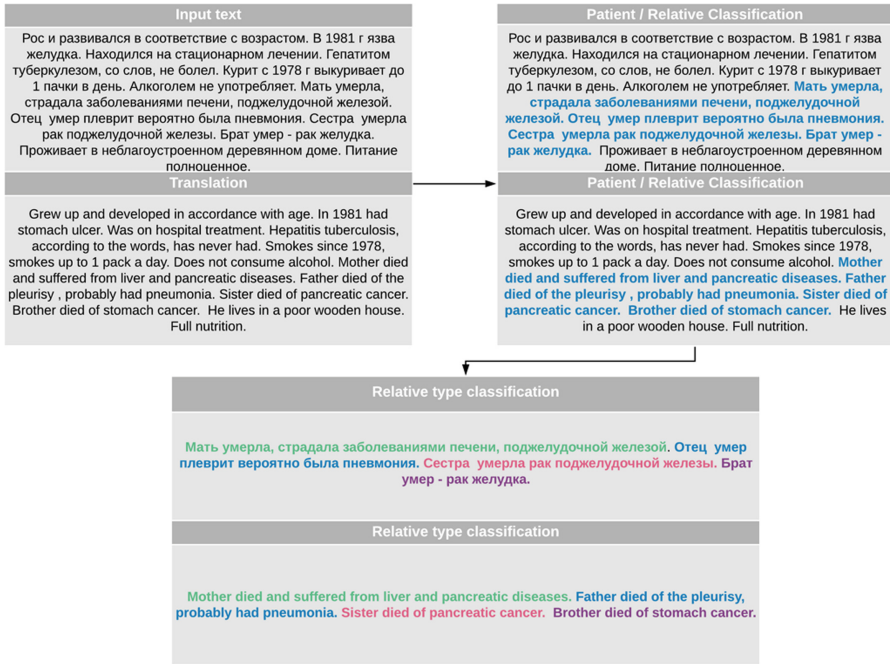 Input text
Рос и развивался в соответствие с возрастом. В 1981 г язва
желудка. Находился на стационарном лечении. Гепатитом
туберкулезом, со слов, не болел. Курит с 1978 г выкуривает до
1 пачки в день. Алкоголем не употребляет. Мать умерла,
страдала заболеваниями печени, поджелудочной железой.
Отец  умер плеврит вероятно была пневмония. Сестра  умерла
рак поджелудочной железы. Брат умер - рак желудка.
Проживает в неблагоустроенном деревянном доме. Питание
полноценное.
Translation
Grew up and developed in accordance with age. In 1981 had
stomach ulcer. Was on hospital treatment. Hepatitis tuberculosis,
according to the words, has never had. Smokes since 1978,
smokes up to 1 pack a day. Does not consume alcohol. Mother died
and suffered from liver and pancreatic diseases. Father died of the
pleurisy , probably had pneumonia. Sister died of pancreatic cancer.
Brother died of stomach cancer.  He lives in a poor wooden house.
Full nutrition.
Patient / Relative Classification
Рос и развивался в соответствие с возрастом. В 1981 г язва
желудка. Находился на стационарном лечении. Гепатитом
туберкулезом, со слов, не болел. Курит с 1978 г выкуривает
до 1 пачки в день. Алкоголем не употребляет. Мать умерла,
страдала заболеваниями печени, поджелудочной
железой. Отец  умер плеврит вероятно была пневмония.
Сестра  умерла рак поджелудочной железы. Брат умер -
рак желудка.  Проживает в неблагоустроенном деревянном
доме. Питание полноценное.
Patient / Relative Classification
Grew up and developed in accordance with age. In 1981 had
stomach ulcer. Was on hospital treatment. Hepatitis tuberculosis,
according to the words, has never had. Smokes since 1978,
smokes up to 1 pack a day. Does not consume alcohol. Mother
died and suffered from liver and pancreatic diseases. Father
died of the pleurisy , probably had pneumonia. Sister died of
pancreatic cancer.  Brother died of stomach cancer.  He lives
in a poor wooden house. Full nutrition.
Relative type classification
Мать умерла, страдала заболеваниями печени, поджелудочной железой. Отец  умер
плеврит вероятно была пневмония. Сестра  умерла рак поджелудочной железы. Брат
умер - рак желудка.
Relative type classification
Mother died and suffered from liver and pancreatic diseases. Father died of the pleurisy,
probably had pneumonia. Sister died of pancreatic cancer.  Brother died of stomach cancer.